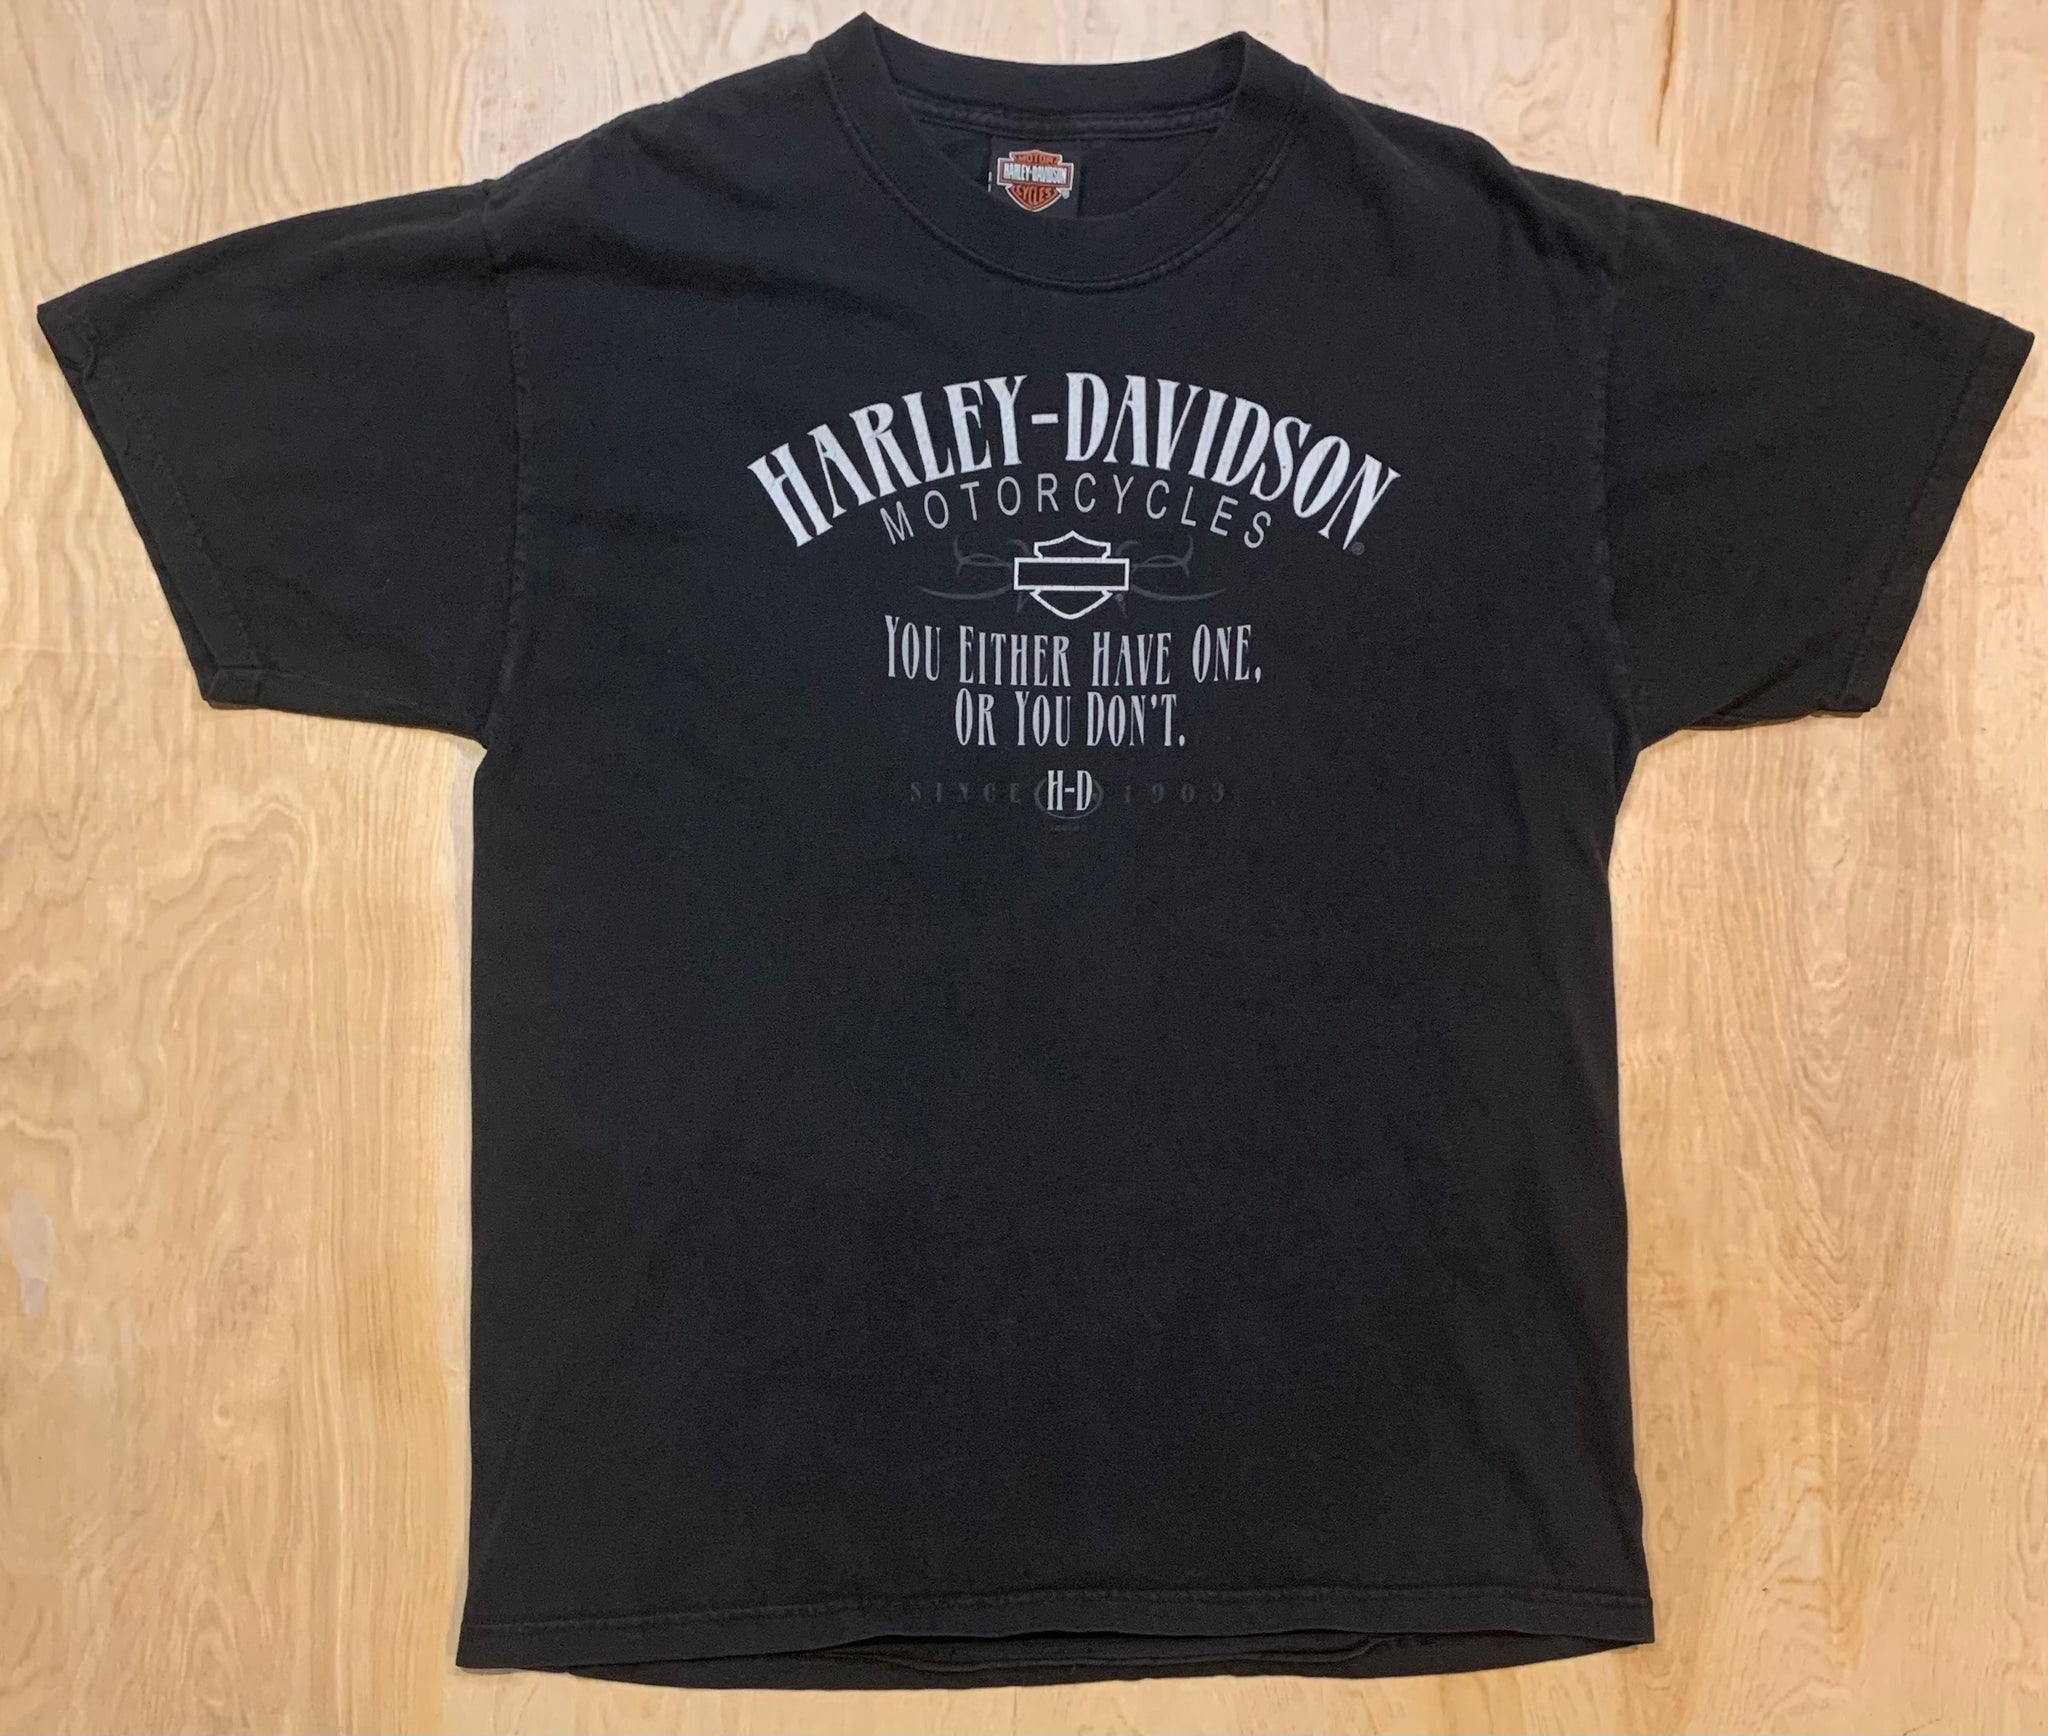 MOTOR
HARLEY-DAVIDSON
CYCLES
HARLEY-DAVIDSON
MOTORCYCLES
YOU EITHER HAVE ONE,
OR YOU DON'T.
SINCE H-D 1903